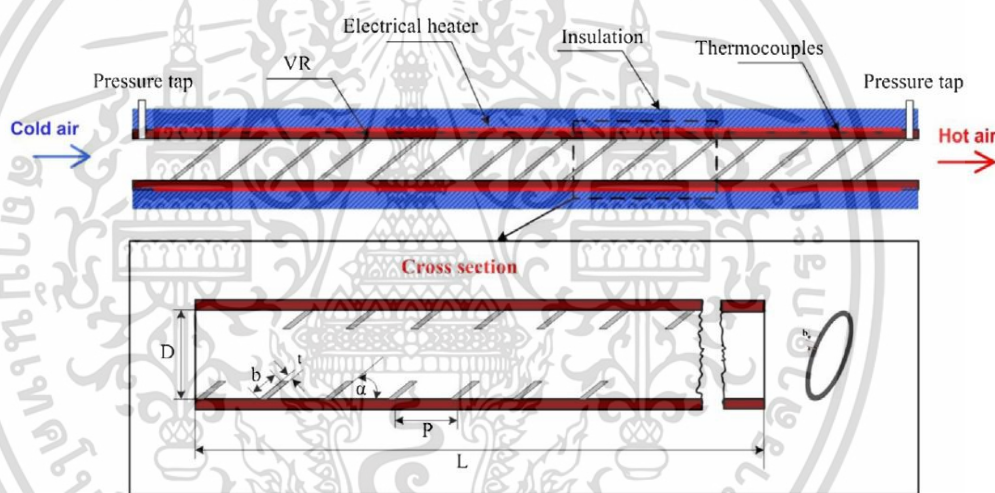 Electrical heater
Insulation
Thermocouples
VR
Pressure tap
Pressure tap
Cold air
Hot air
Cross section
D
b
t
α
P
L
b